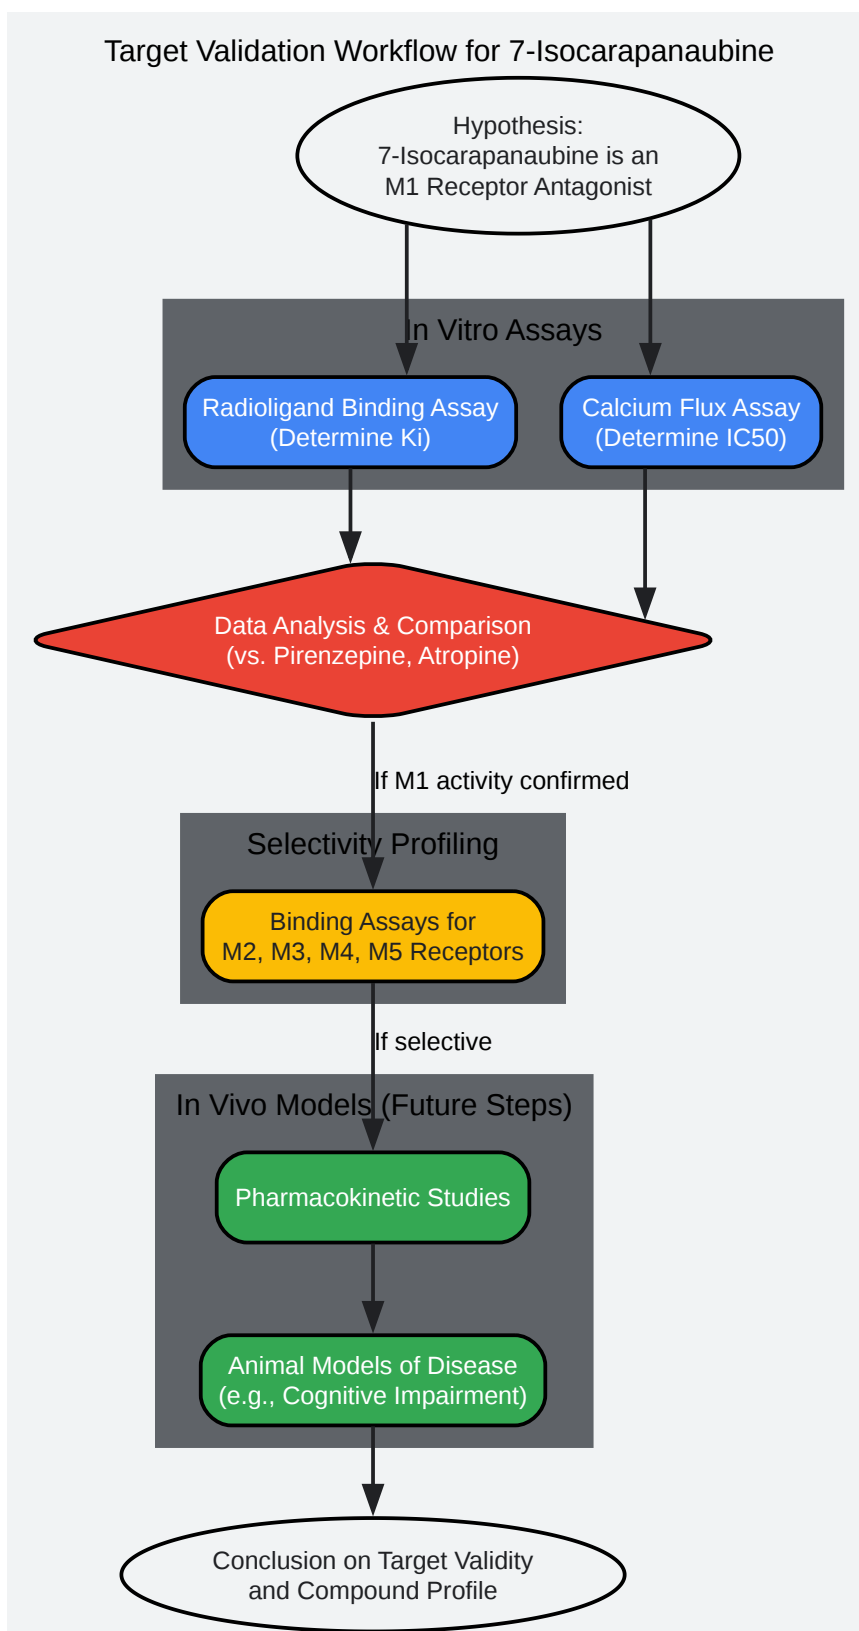 Target Validation Workflow for 7-Isocarapanaubine
Hypothesis:
7-Isocarapanaubine is an
M1 Receptor Antagonist
In Vitro Assays
Radioligand Binding Assay
(Determine Ki)
Calcium Flux Assay
(Determine IC50)
Data Analysis & Comparison
(vs. Pirenzepine, Atropine)
If M1 activity confirmed
Selectivity Profiling
Binding Assays for
M2, M3, M4, M5 Receptors
If selective
In Vivo Models (Future Steps)
Pharmacokinetic Studies
Animal Models of Disease
(e.g., Cognitive Impairment)
Conclusion on Target Validity
and Compound Profile